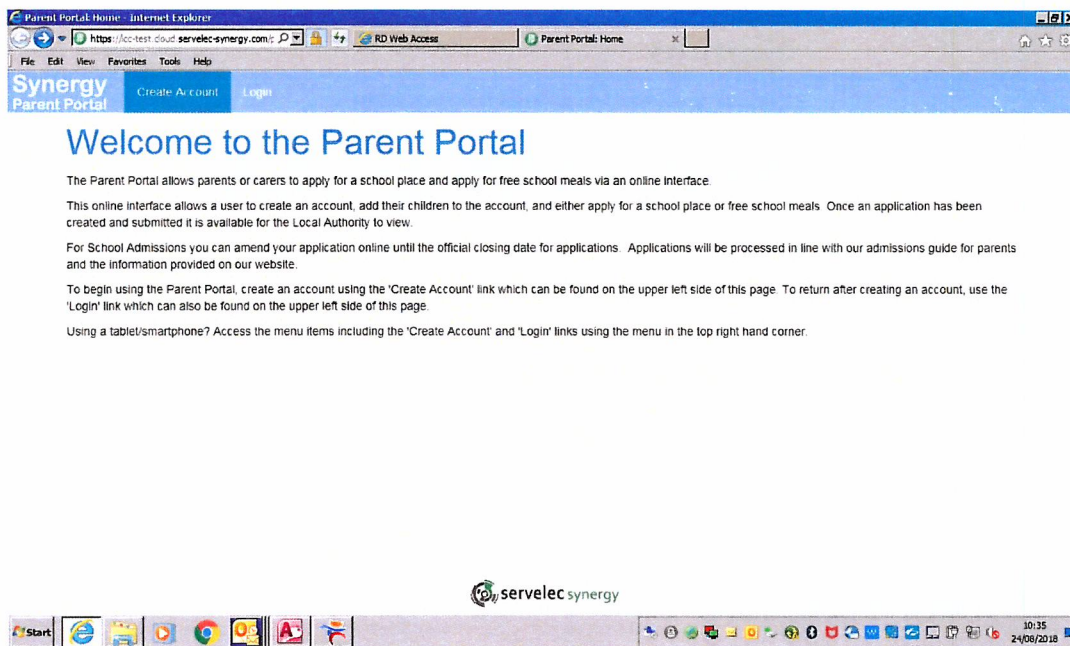 Parent Portal: Home - Internet Explorer
https://lcc-test.cloud.servelec-synergy.com/
RD Web Access
Parent Portal: Home
File Edit View Favorites Tools Help
Synergy
Parent Portal
Create Account
Login
Welcome to the Parent Portal
The Parent Portal allows parents or carers to apply for a school place and apply for free school meals via an online interface.
This online interface allows a user to create an account, add their children to the account, and either apply for a school place or free school meals. Once an application has been
created and submitted it is available for the Local Authority to view.
For School Admissions you can amend your application online until the official closing date for applications. Applications will be processed in line with our admissions guide for parents
and the information provided on our website.
To begin using the Parent Portal, create an account using the 'Create Account' link which can be found on the upper left side of this page. To return after creating an account, use the
'Login' link which can also be found on the upper left side of this page.
Using a tablet/smartphone? Access the menu items including the 'Create Account' and 'Login' links using the menu in the top right hand corner.
servelec synergy
Start
10:35
24/08/2018